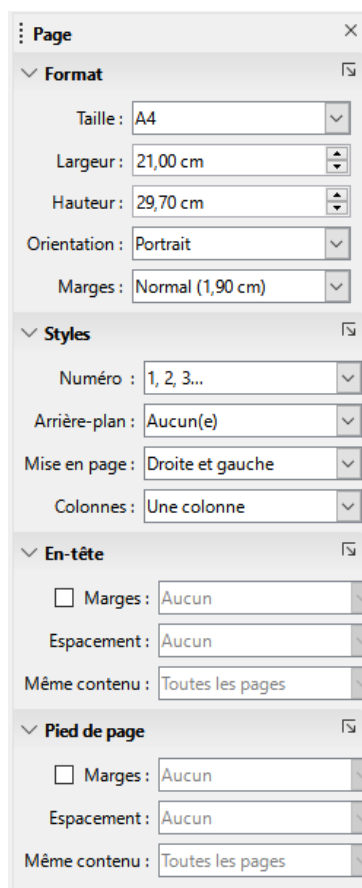 Page
Format
Taille : A4
Largeur : 21,00 cm
Hauteur : 29,70 cm
Orientation : Portrait
Marges : Normal (1,90 cm)
Styles
Numéro : 1, 2, 3...
Arrière-plan : Aucun(e)
Mise en page : Droite et gauche
Colonnes : Une colonne
En-tête
Marges : Aucun
Espacement : Aucun
Même contenu : Toutes les pages
Pied de page
Marges : Aucun
Espacement : Aucun
Même contenu : Toutes les pages